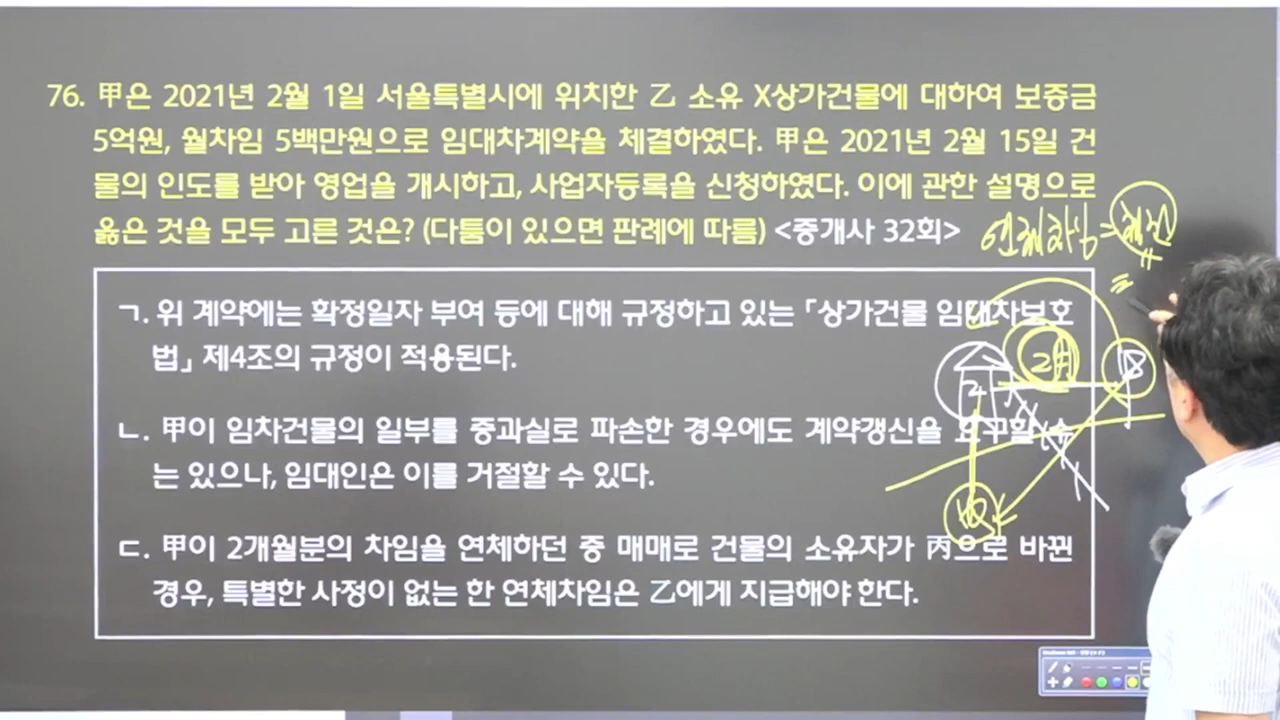 76. 甲은 2021년 2월 1일 서울특별시에 위치한 乙 소유 X상가건물에 대하여 보증금
5억원, 월차임 5백만원으로 임대차계약을 체결하였다. 甲은 2021년 2월 15일 건
물의 인도를 받아 영업을 개시하고, 사업자등록을 신청하였다. 이에 관한 설명으로
옳은 것을 모두 고른 것은? (다툼이 있으면 판례에 따름) <중개사 32회>
연체차임=채권
ㄱ. 위 계약에는 확정일자 부여 등에 대해 규정하고 있는 「상가건물 임대차보호
법」 제4조의 규정이 적용된다.
2月
ㄴ. 甲이 임차건물의 일부를 중과실로 파손한 경우에도 계약갱신을 요구할 수
는 있으나, 임대인은 이를 거절할 수 있다.
ㄷ. 甲이 2개월분의 차임을 연체하던 중 매매로 건물의 소유자가 丙으로 바뀐
경우, 특별한 사정이 없는 한 연체차임은 乙에게 지급해야 한다.